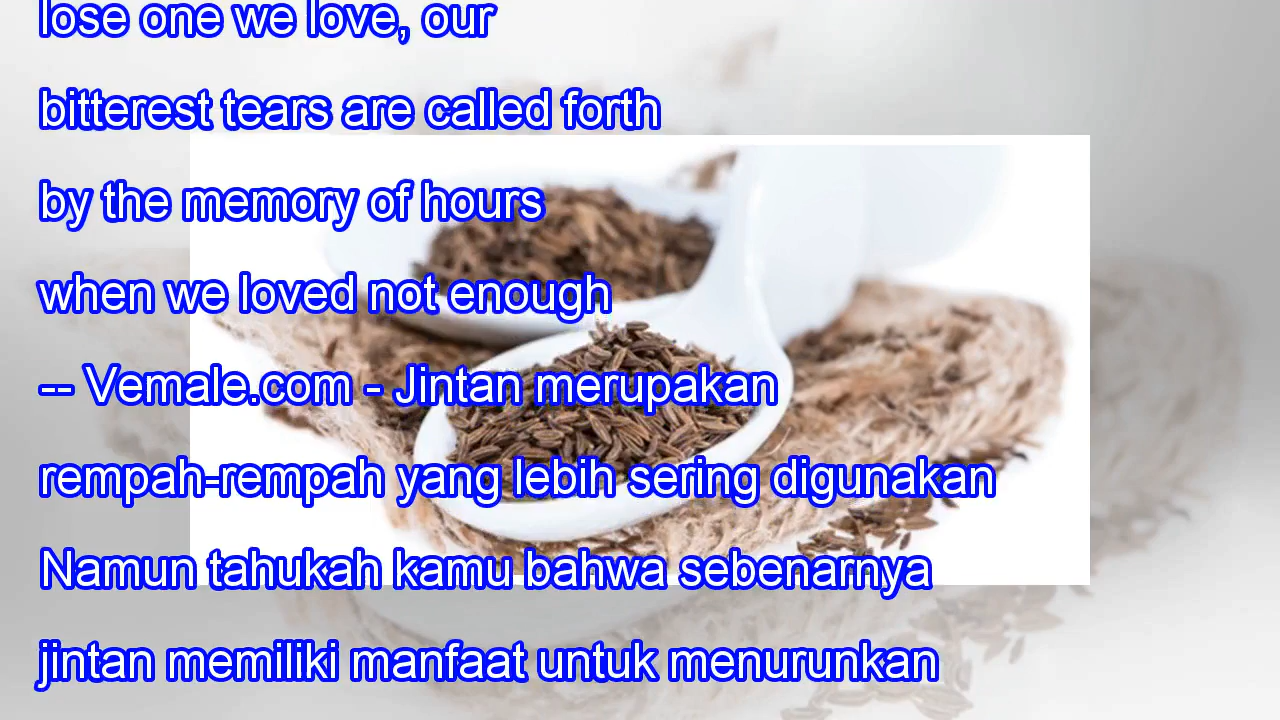 lose one we love, our
bitterest tears are called forth
by the memory of hours
when we loved not enough
-- Vemale.com - Jintan merupakan
rempah-rempah yang lebih sering digunakan
Namun tahukah kamu bahwa sebenarnya
jintan memiliki manfaat untuk menurunkan